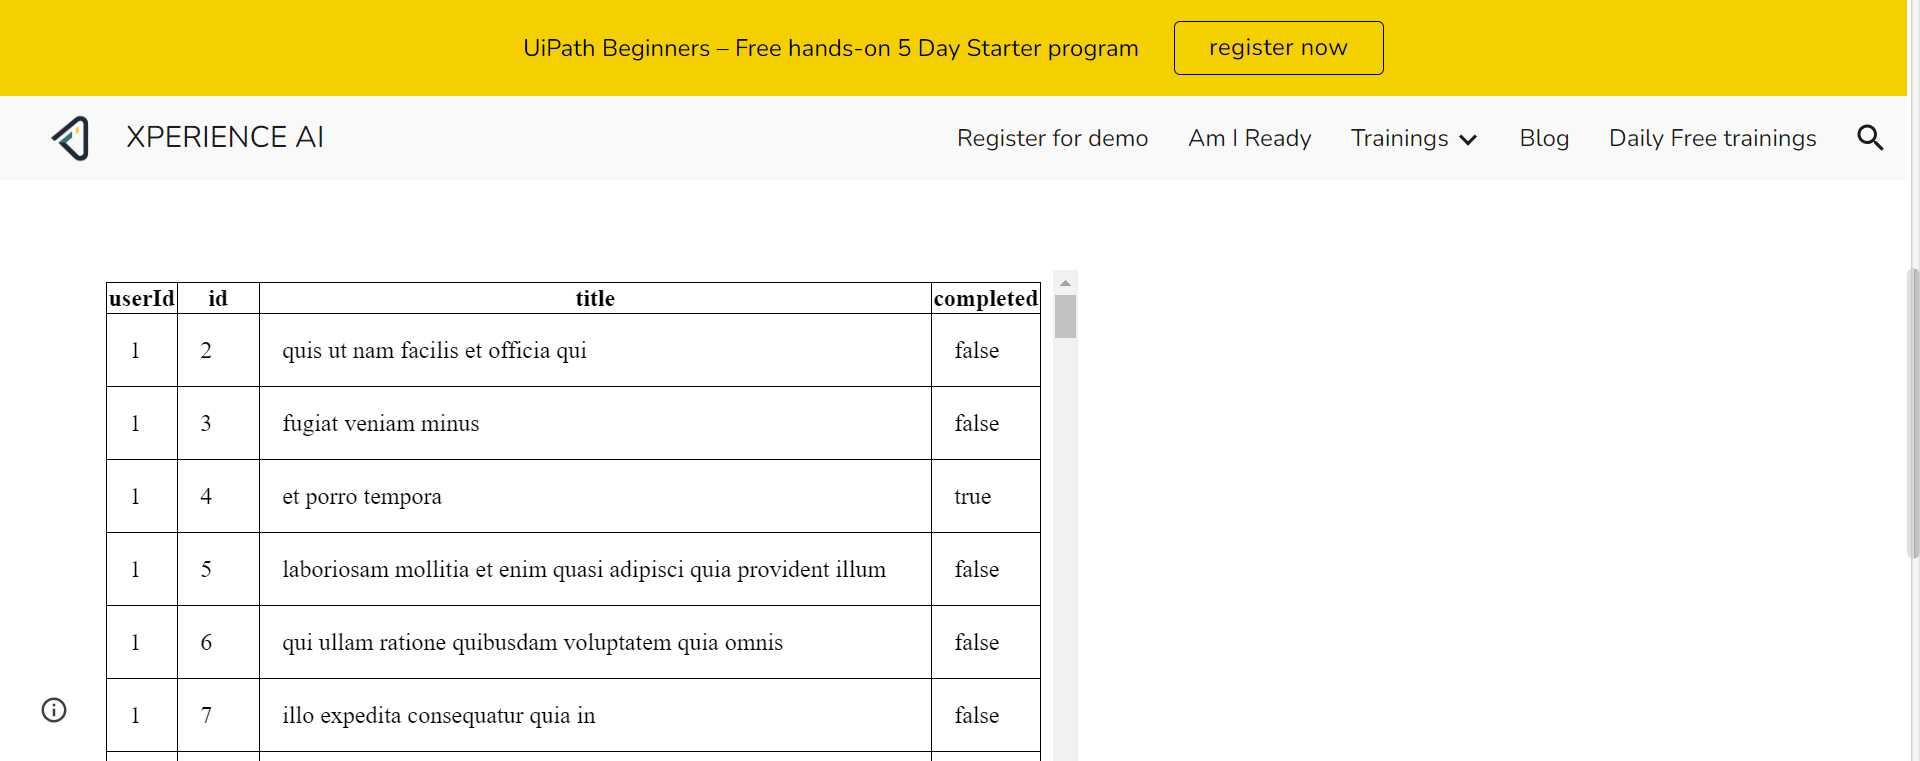 UiPath Beginners – Free hands-on 5 Day Starter program register now
XPERIENCE AI Register for demo Am I Ready Trainings Blog Daily Free trainings
userId id title completed
1 2 quis ut nam facilis et officia qui false
1 3 fugiat veniam minus false
1 4 et porro tempora true
1 5 laboriosam mollitia et enim quasi adipisci quia provident illum false
1 6 qui ullam ratione quibusdam voluptatem quia omnis false
1 7 illo expedita consequatur quia in false